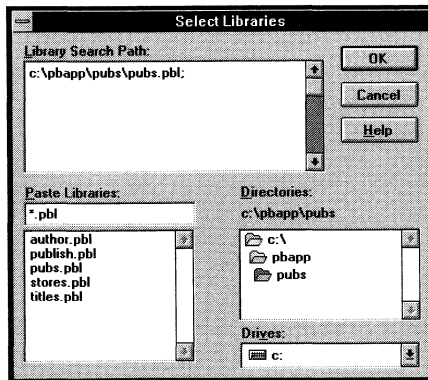 Select Libraries
Library Search Path:
c:\pbapp\pubs\pubs.pbl;
OK
Cancel
Help
Paste Libraries:
*.pbl
author.pbl
publish.pbl
pubs.pbl
stores.pbl
titles.pbl
Directories:
c:\pbapp\pubs
c:\
pbapp
pubs
Drives:
c: